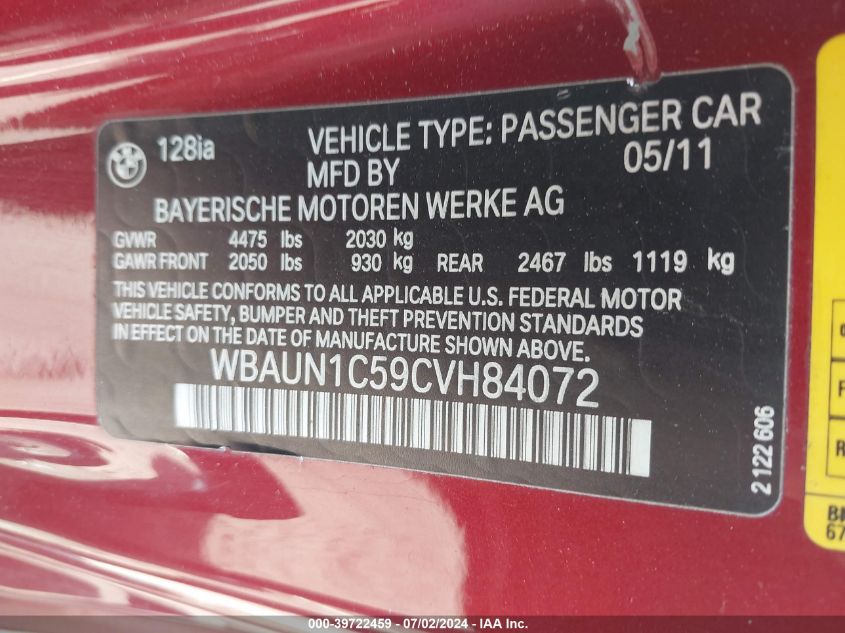 128ia VEHICLE TYPE: PASSENGER CAR
MFD BY 05/11
BAYERISCHE MOTOREN WERKE AG
GVWR 4475 lbs 2030 kg
GAWR FRONT 2050 lbs 930 kg REAR 2467 lbs 1119 kg
THIS VEHICLE CONFORMS TO ALL APPLICABLE U.S. FEDERAL MOTOR
VEHICLE SAFETY, BUMPER AND THEFT PREVENTION STANDARDS
IN EFFECT ON THE DATE OF MANUFACTURE SHOWN ABOVE.
WBAUN1C59CVH84072
2 122 606
F
R
67
000-39722459 - 07/02/2024 - IAA Inc.